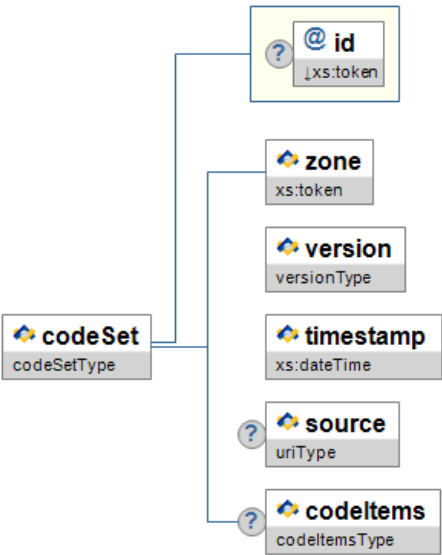 ? @ id
↓xs:token
zone
xs:token
version
versionType
codeSet
codeSetType
timestamp
xs:dateTime
? source
uriType
? codeItems
codeItemsType